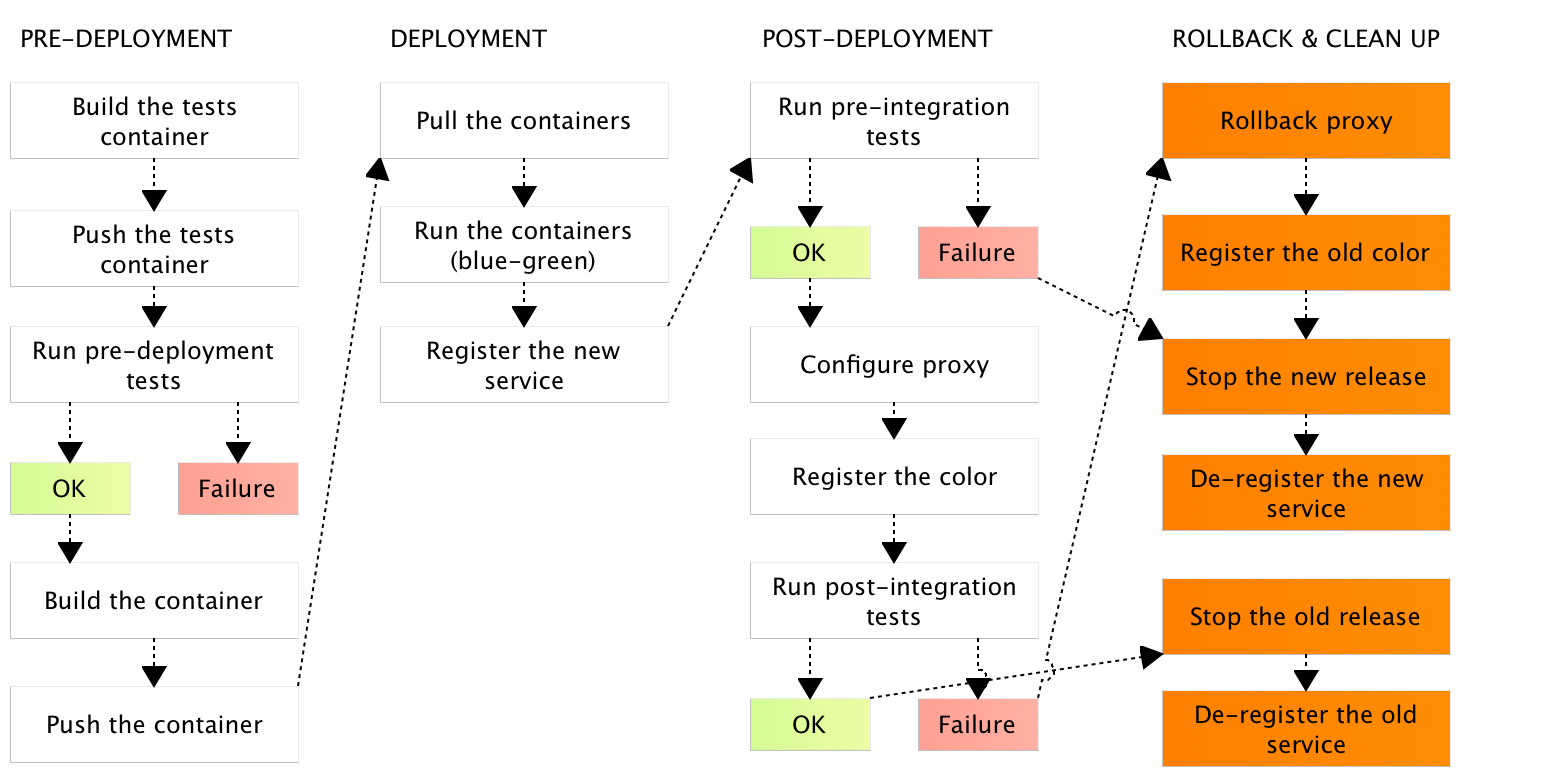 PRE-DEPLOYMENT
Build the tests
container
Push the tests
container
Run pre-deployment
tests
OK
Failure
Build the container
Push the container
DEPLOYMENT
Pull the containers
Run the containers
(blue-green)
Register the new
service
POST-DEPLOYMENT
Run pre-integration
tests
OK
Failure
Configure proxy
Register the color
Run post-integration
tests
OK
Failure
ROLLBACK & CLEAN UP
Rollback proxy
Register the old color
Stop the new release
De-register the new
service
Stop the old release
De-register the old
service